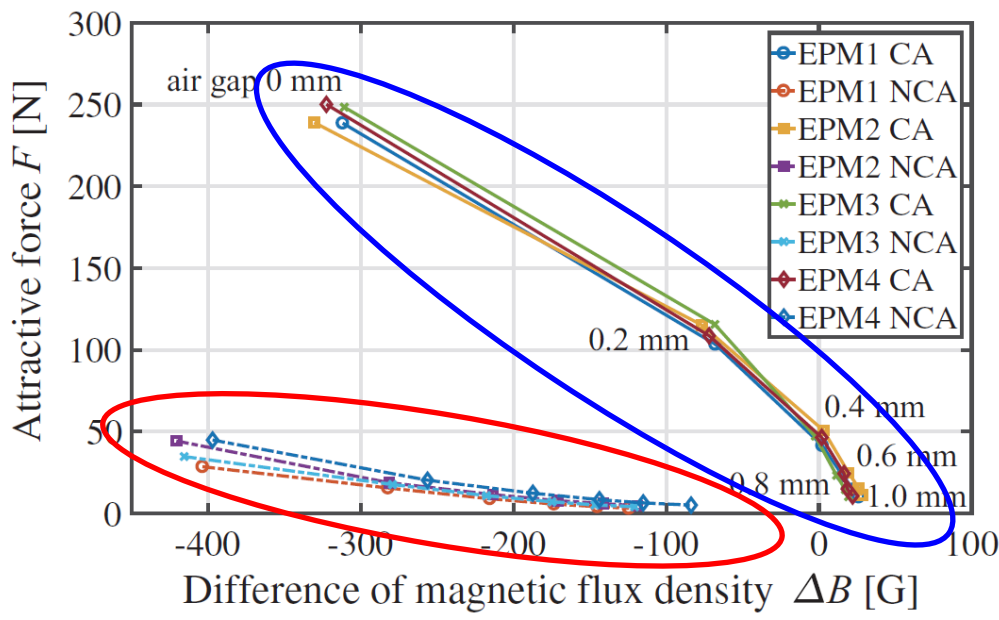 300
250
200
150
100
50
0
-400
-300
-200
-100
0
100
Attractive force F [N]
Difference of magnetic flux density ΔB [G]
air gap 0 mm
0.2 mm
0.4 mm
0.6 mm
0.8 mm
1.0 mm
EPM1 CA
EPM1 NCA
EPM2 CA
EPM2 NCA
EPM3 CA
EPM3 NCA
EPM4 CA
EPM4 NCA